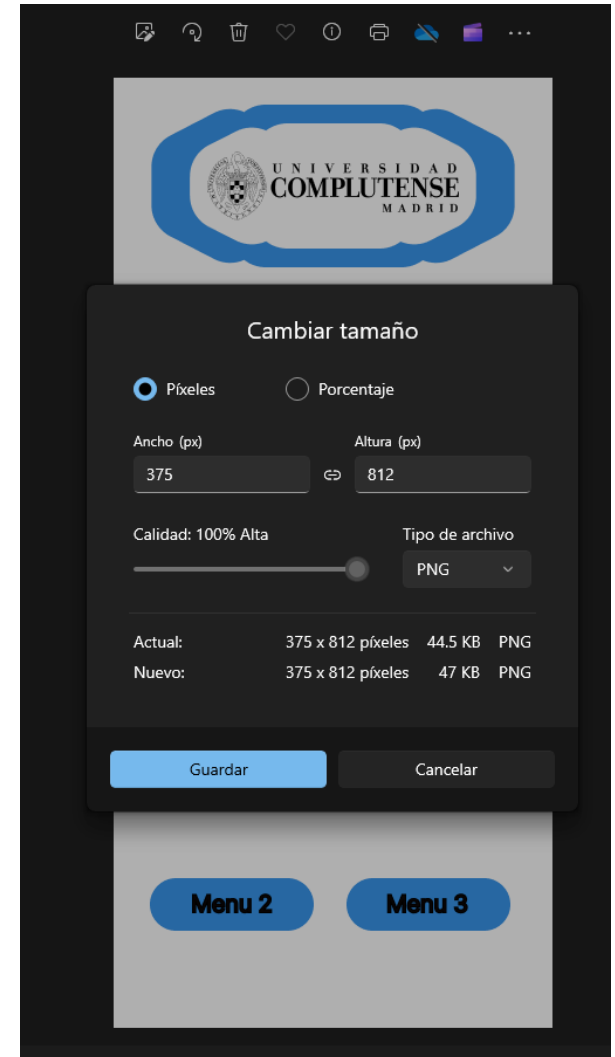 UNIVERSIDAD
COMPLUTENSE
MADRID
Cambiar tamaño
Píxeles Porcentaje
Ancho (px) Altura (px)
375 812
Calidad: 100% Alta Tipo de archivo
PNG
Actual: 375 x 812 píxeles 44.5 KB PNG
Nuevo: 375 x 812 píxeles 47 KB PNG
Guardar Cancelar
Menu 2 Menu 3